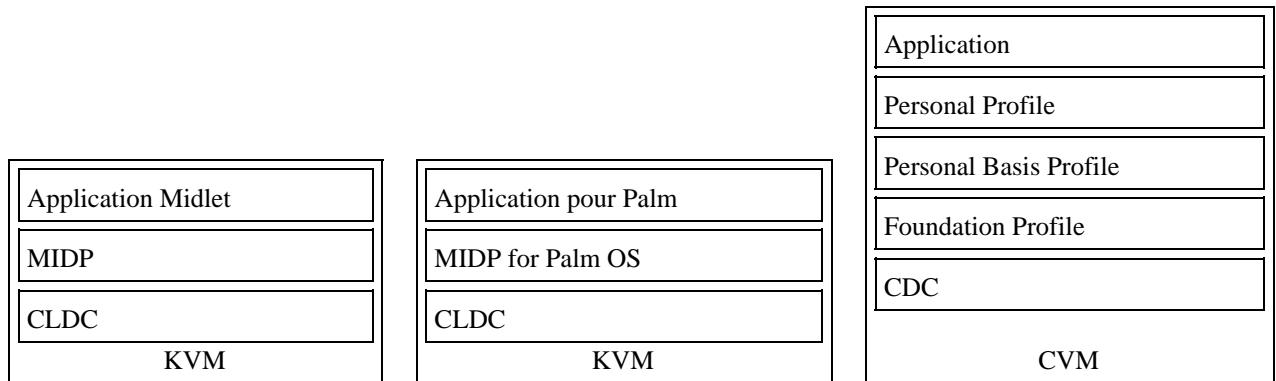 Application Midlet
MIDP
CLDC
KVM
Application pour Palm
MIDP for Palm OS
CLDC
KVM
Application
Personal Profile
Personal Basis Profile
Foundation Profile
CDC
CVM